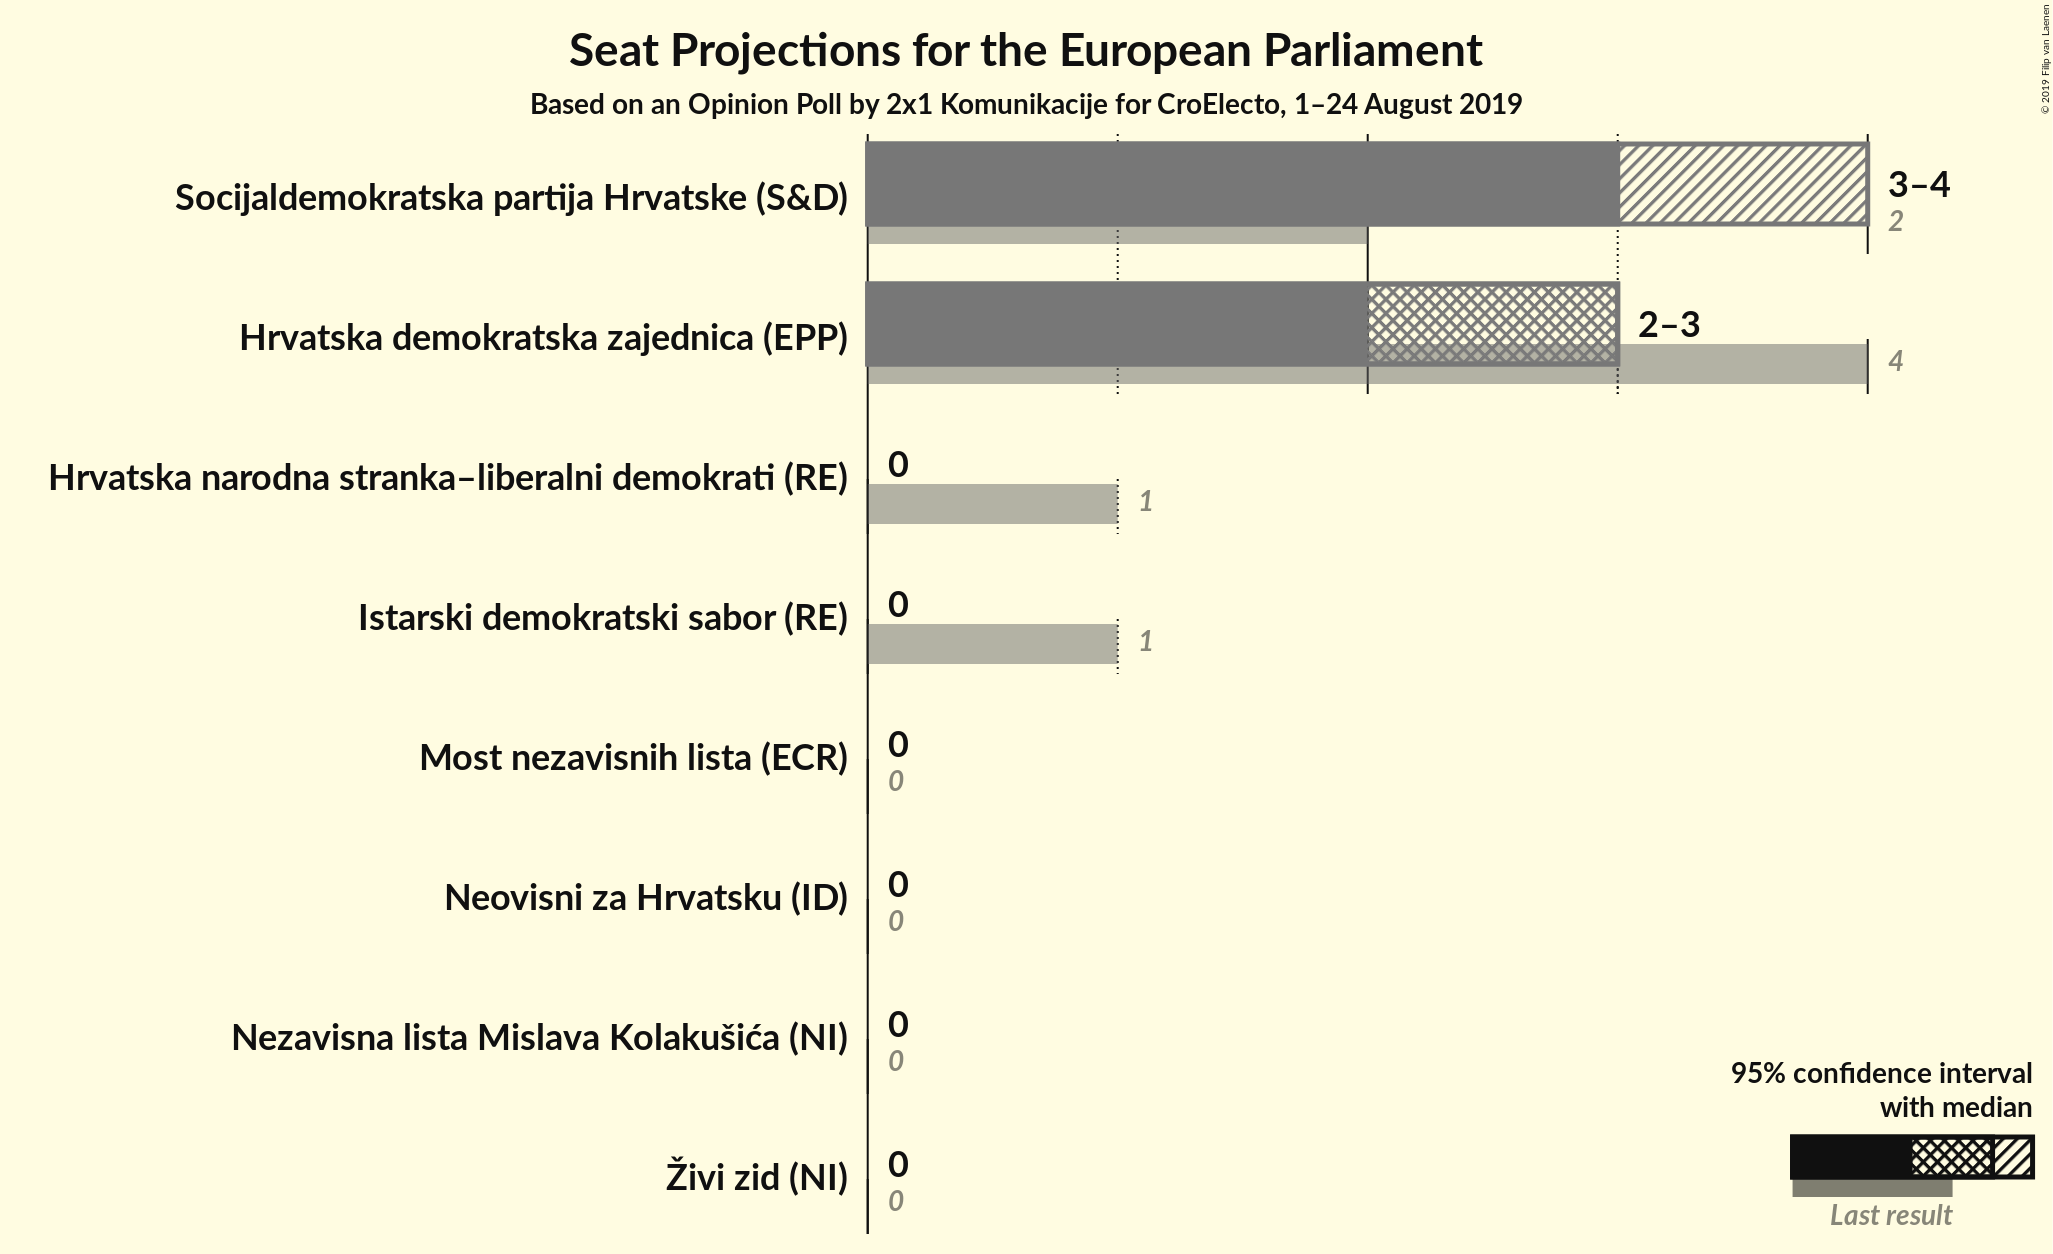 Seat Projections for the European Parliament
Based on an Opinion Poll by 2x1 Komunikacije for CroElecto, 1–24 August 2019
© 2019 Filip van Laenen
Socijaldemokratska partija Hrvatske (S&D)
3–4
2
Hrvatska demokratska zajednica (EPP)
2–3
4
Hrvatska narodna stranka–liberalni demokrati (RE)
0
1
Istarski demokratski sabor (RE)
0
1
Most nezavisnih lista (ECR)
0
0
Neovisni za Hrvatsku (ID)
0
0
Nezavisna lista Mislava Kolakušića (NI)
0
0
Živi zid (NI)
0
0
95% confidence interval
with median
Last result